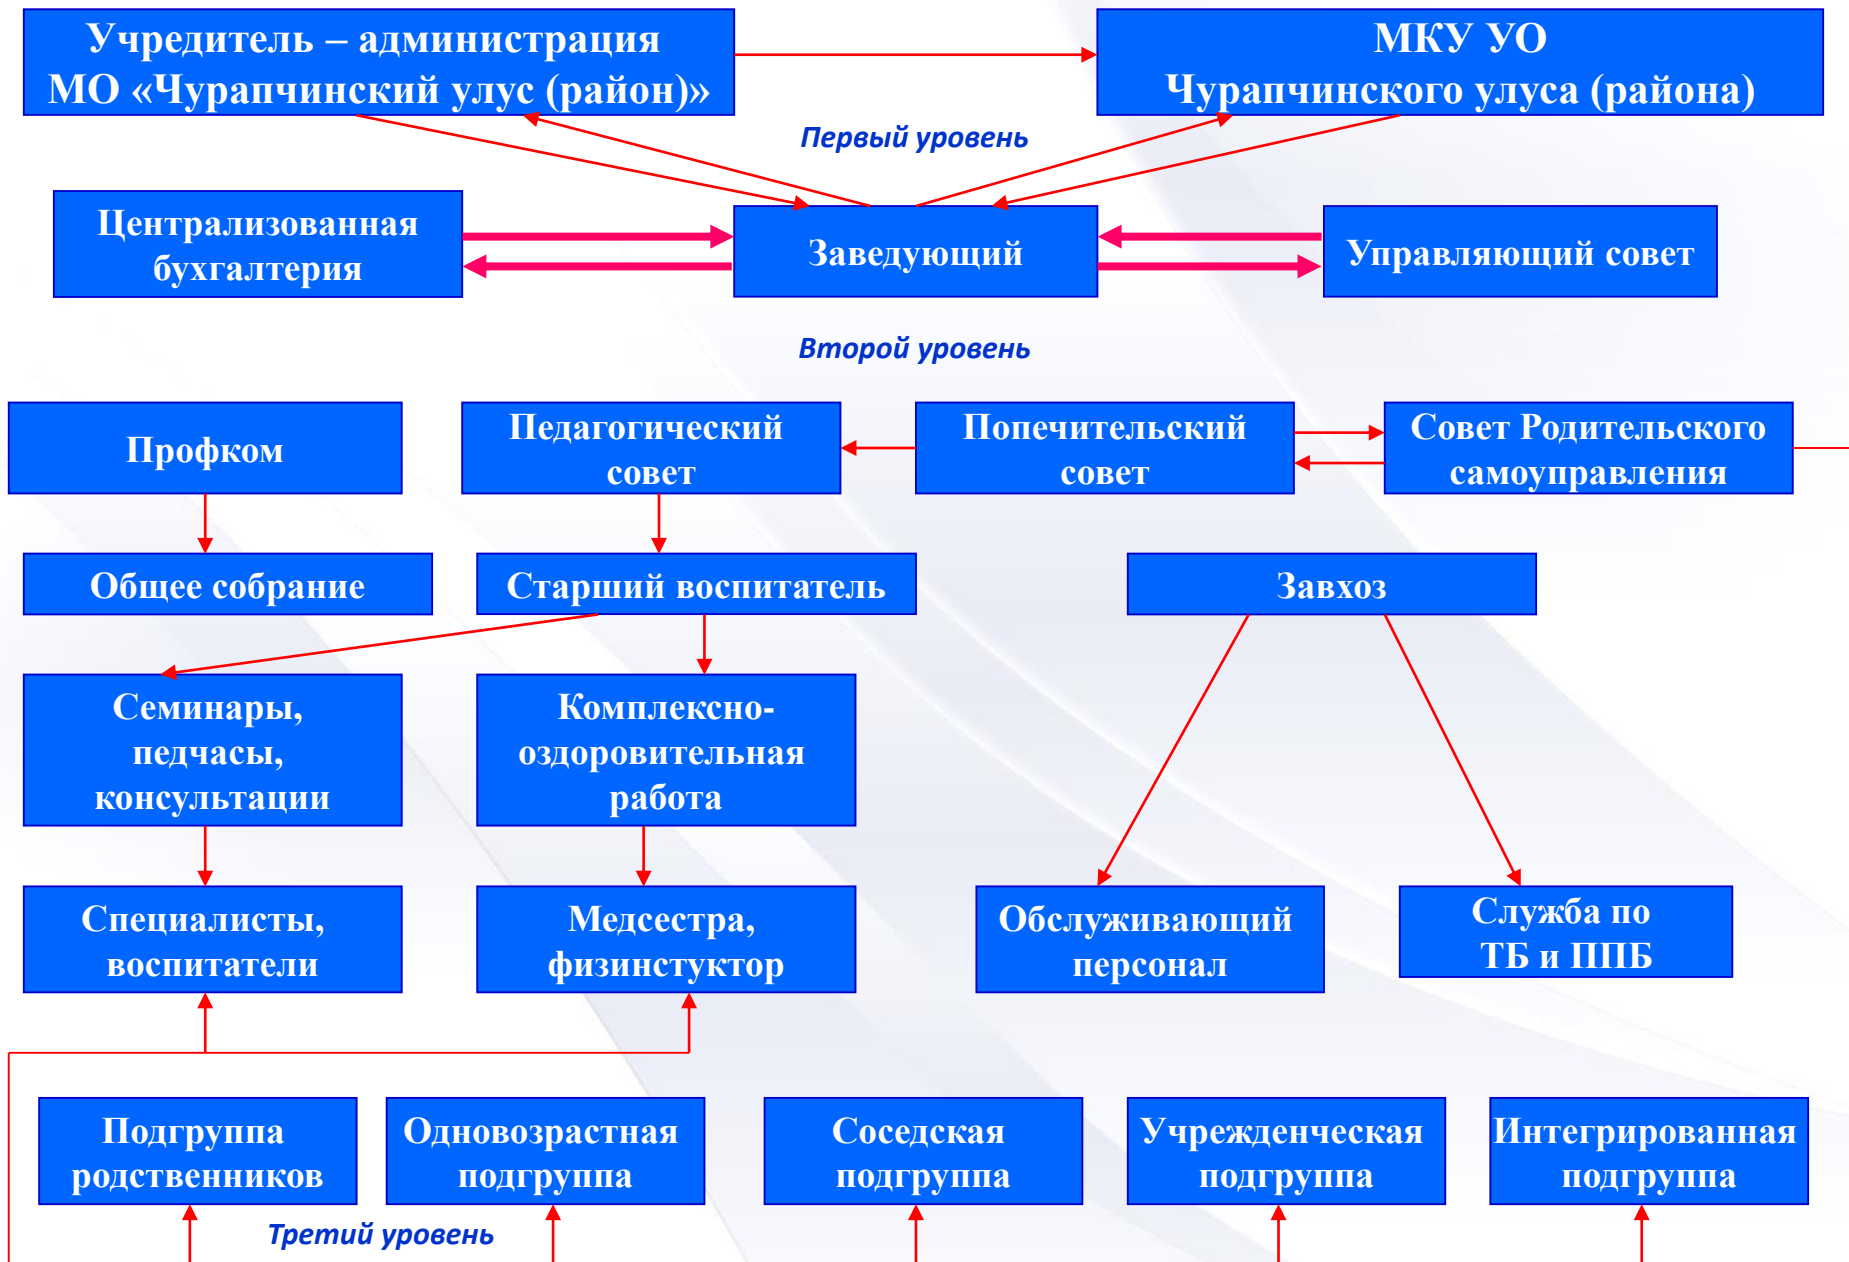 Учредитель – администрация
МО «Чурапчинский улус (район)»
МКУ УО
Чурапчинского улуса (района)
Первый уровень
Централизованная
бухгалтерия
Заведующий
Управляющий совет
Второй уровень
Профком
Педагогический
совет
Попечительский
совет
Совет Родительского
самоуправления
Общее собрание
Старший воспитатель
Завхоз
Семинары,
педчасы,
консультации
Комплексно-
оздоровительная
работа
Специалисты,
воспитатели
Медсестра,
физинстуктор
Обслуживающий
персонал
Служба по
ТБ и ППБ
Подгруппа
родственников
Одновозрастная
подгруппа
Соседская
подгруппа
Учрежденческая
подгруппа
Интегрированная
подгруппа
Третий уровень